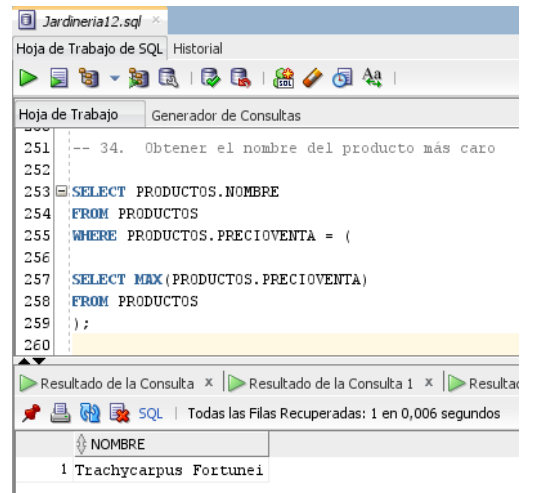 Jardineria12.sql
Hoja de Trabajo de SQL Historial
SQL
Aa
Hoja de Trabajo Generador de Consultas
251 -- 34. Obtener el nombre del producto más caro
252
253 SELECT PRODUCTOS.NOMBRE
254 FROM PRODUCTOS
255 WHERE PRODUCTOS.PRECIOVENTA = (
256
257 SELECT MAX(PRODUCTOS.PRECIOVENTA)
258 FROM PRODUCTOS
259 );
260
Resultado de la Consulta x Resultado de la Consulta 1 x Resultad
SQL | Todas las Filas Recuperadas: 1 en 0,006 segundos
NOMBRE
1 Trachycarpus Fortunei